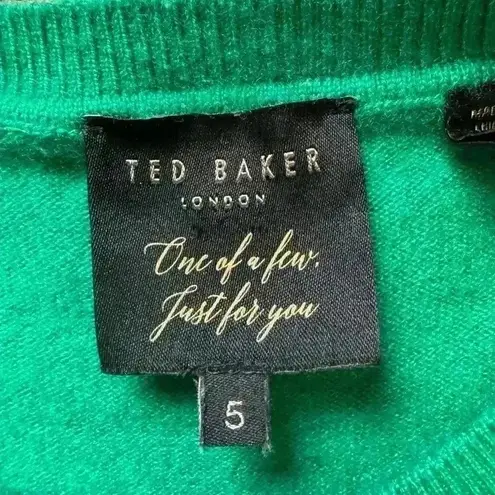 TED BAKER
LONDON
One of a few.
Just for you
5